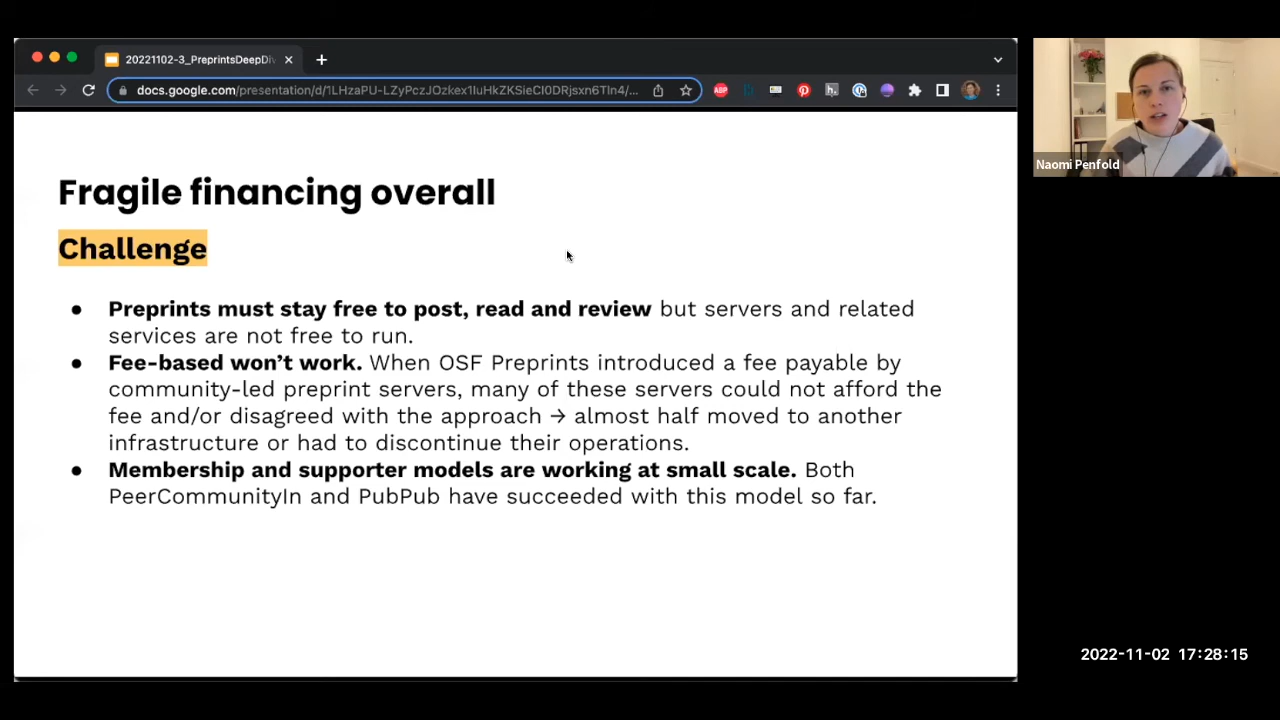 20221102-3_PreprintsDeepDiv
docs.google.com/presentation/d/1LHzaPU-LZyPczJOzkex1luHkZKSieCI0DRjsxn6Tln4/...
ABP
Naomi Penfold
Fragile financing overall
Challenge
● Preprints must stay free to post, read and review but servers and related
services are not free to run.
● Fee-based won’t work. When OSF Preprints introduced a fee payable by
community-led preprint servers, many of these servers could not afford the
fee and/or disagreed with the approach → almost half moved to another
infrastructure or had to discontinue their operations.
● Membership and supporter models are working at small scale. Both
PeerCommunityIn and PubPub have succeeded with this model so far.
2022-11-02 17:28:15